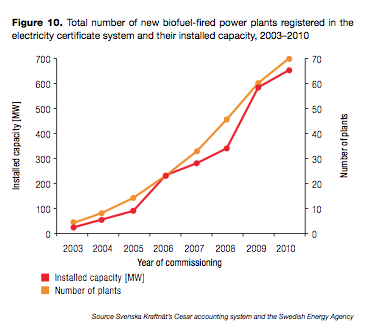 Figure 10. Total number of new biofuel-fired power plants registered in the
electricity certificate system and their installed capacity, 2003–2010
700
600
500
400
300
200
100
0
Installed capacity [MW]
70
60
50
40
30
20
10
0
Number of plants
2003 2004 2005 2006 2007 2008 2009 2010
Year of commissioning
Installed capacity [MW]
Number of plants
Source Svenska Kraftnät's Cesar accounting system and the Swedish Energy Agency